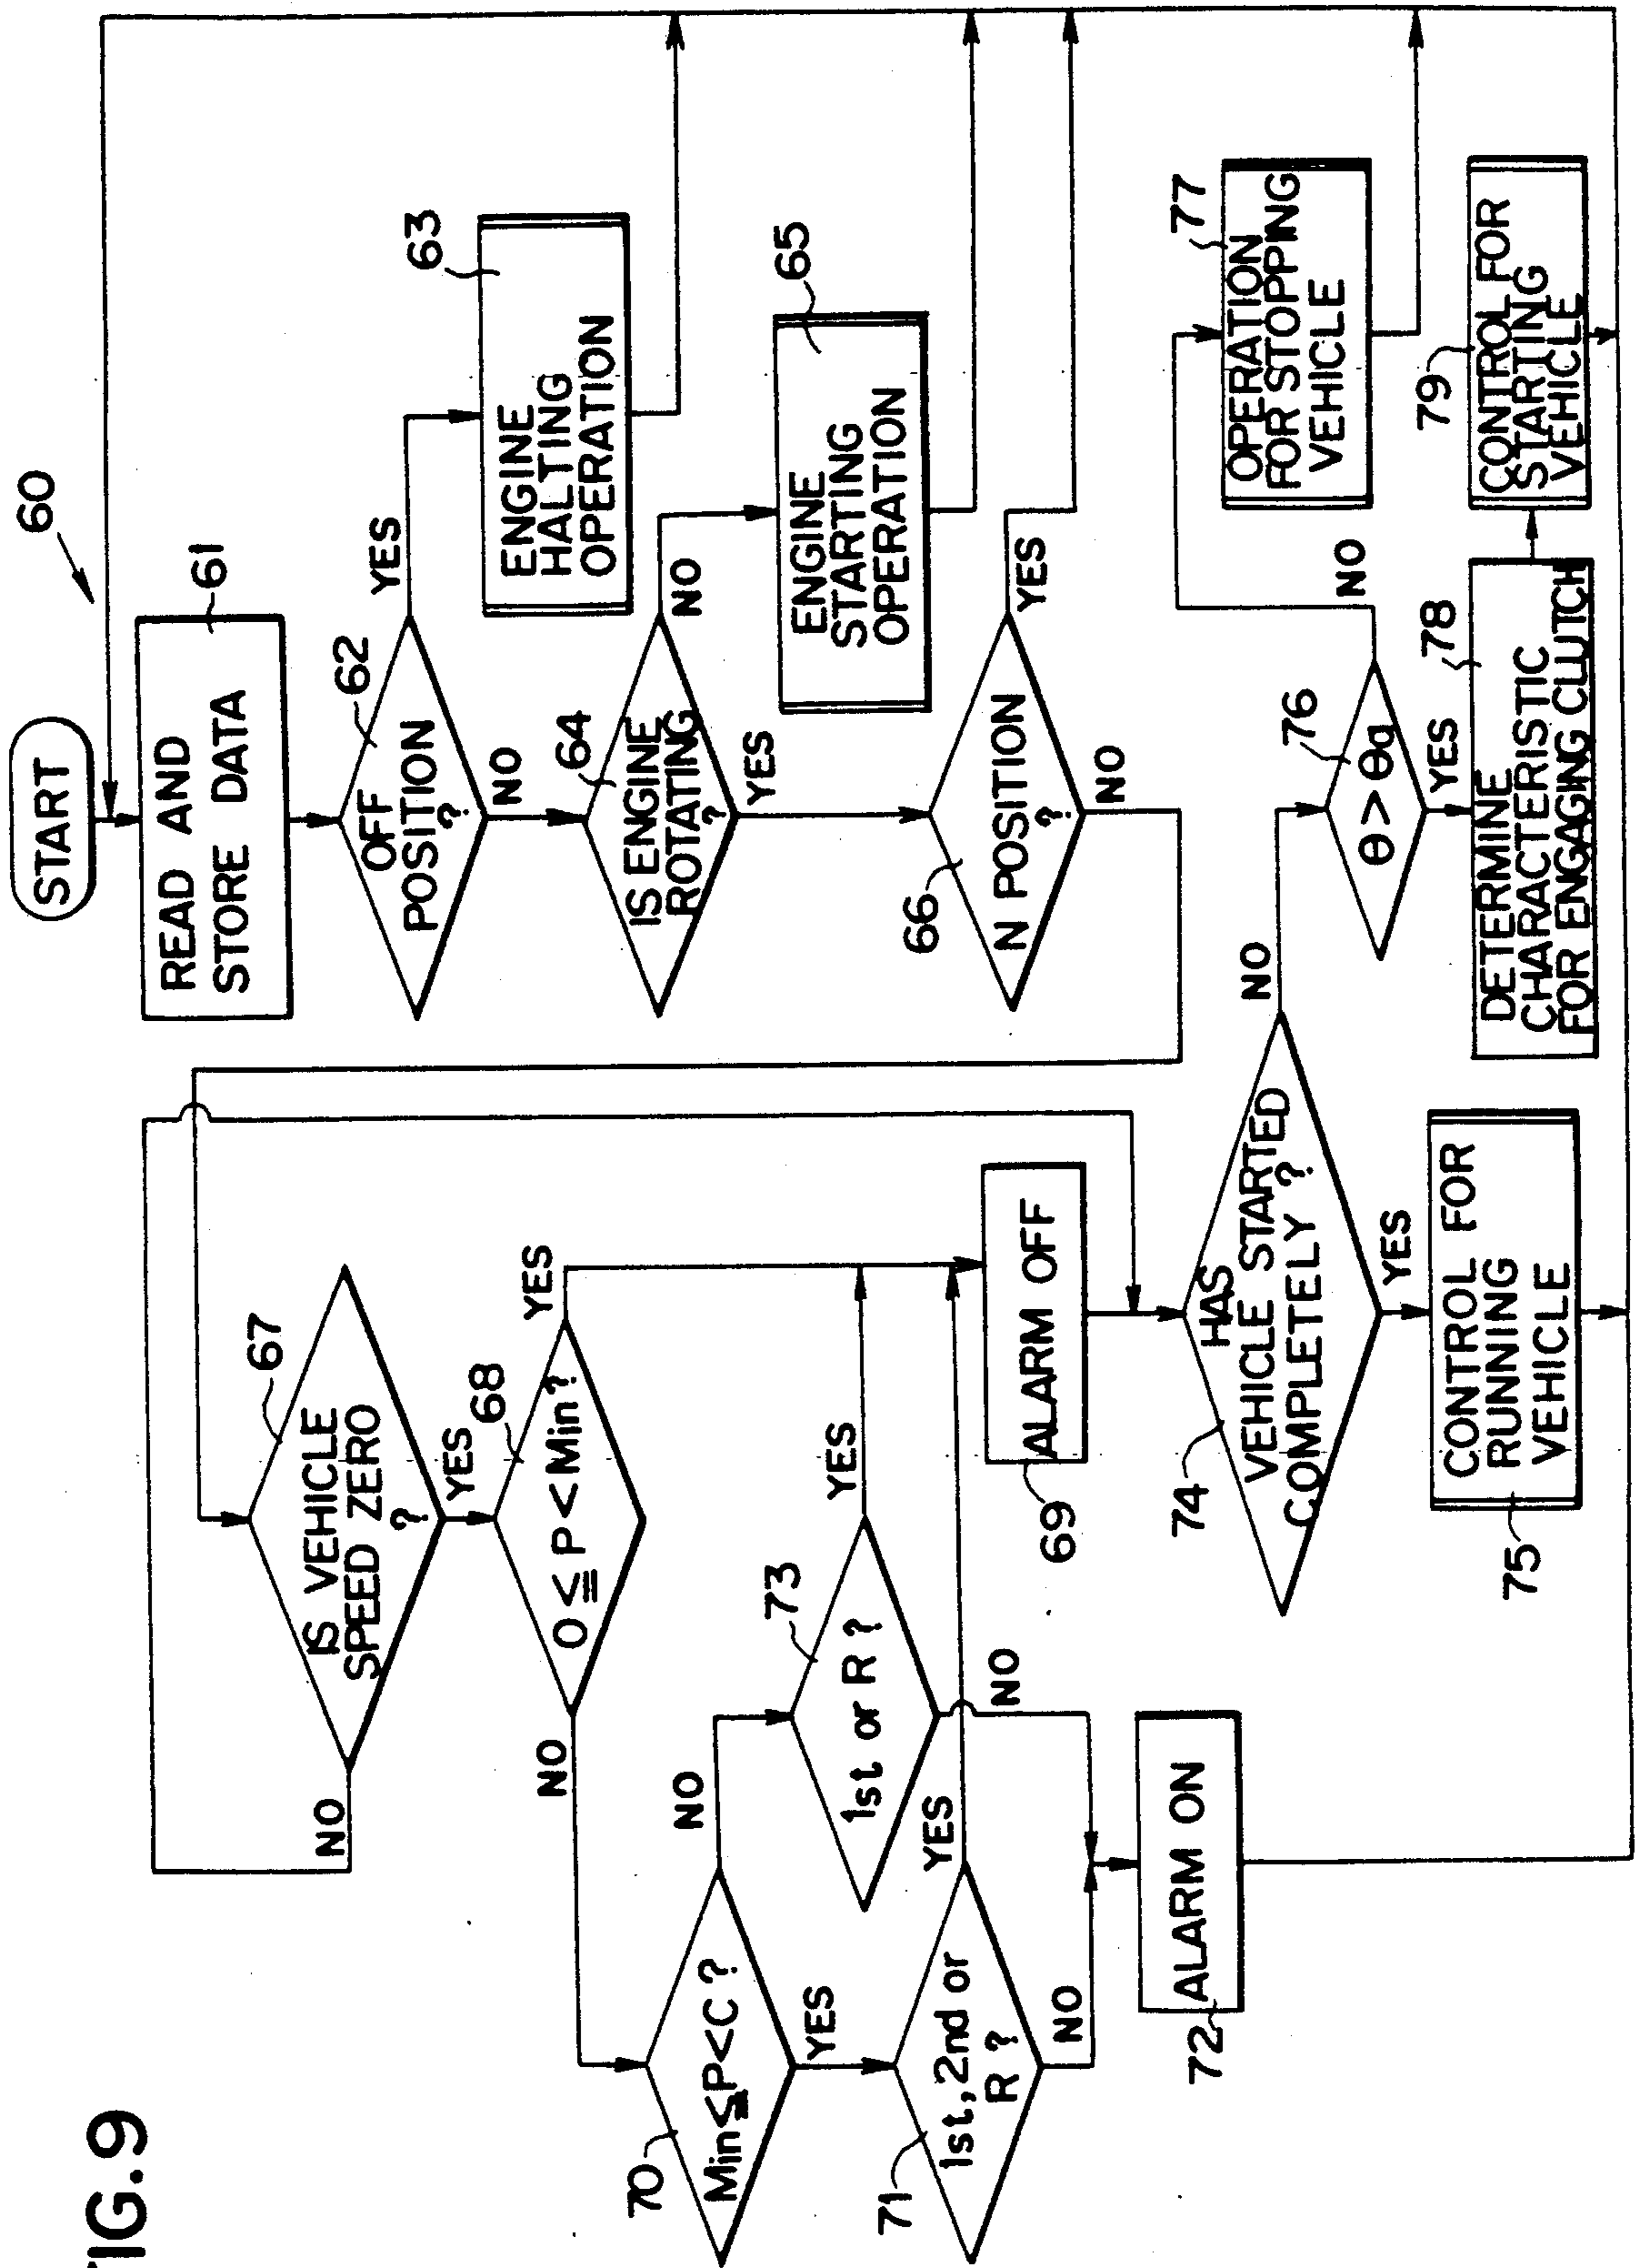 FIG.9
60
START
READ AND
STORE DATA
61
OFF
POSITION
?
62
YES
NO
ENGINE
HALTING
OPERATION
63
IS ENGINE
ROTATING
?
64
NO
YES
ENGINE
STARTING
OPERATION
65
N POSITION
?
66
YES
NO
IS VEHICLE
SPEED ZERO
?
67
NO
YES
0 ≦ P < Min ?
68
YES
NO
Min ≦ P < C ?
70
NO
YES
1st or R ?
73
YES
NO
1st, 2nd or
R ?
71
YES
NO
ALARM OFF
69
ALARM ON
72
HAS
VEHICLE STARTED
COMPLETELY ?
74
NO
YES
CONTROL FOR
RUNNING
VEHICLE
75
θ > θa
76
NO
YES
OPERATION
FOR STOPPING
VEHICLE
77
DETERMINE
CHARACTERISTIC
FOR ENGAGING CLUTCH
78
CONTROL FOR
STARTING
VEHICLE
79